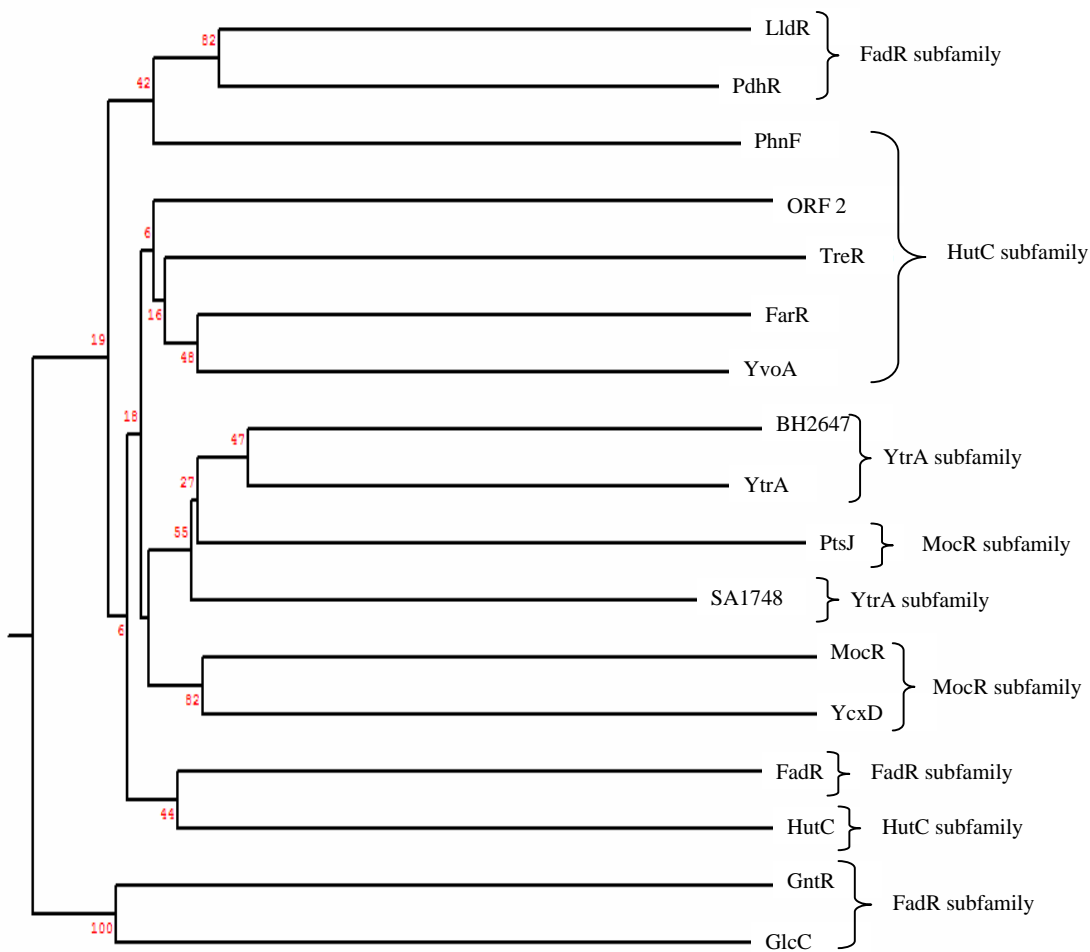 82
LldR
FadR subfamily
PdhR
42
PhnF
ORF 2
6
TreR
HutC subfamily
16
FarR
19
48
YvoA
18
47
BH2647
YtrA subfamily
27
YtrA
55
PtsJ
MocR subfamily
SA1748
YtrA subfamily
6
MocR
MocR subfamily
82
YcxD
FadR
FadR subfamily
44
HutC
HutC subfamily
GntR
FadR subfamily
100
GlcC